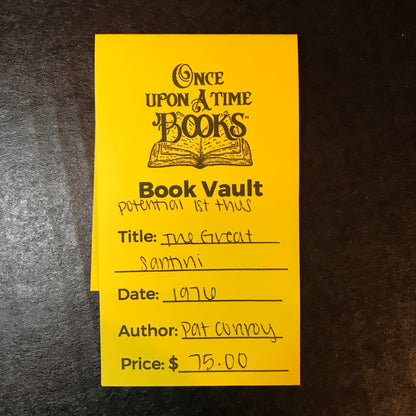 ONCE
UPON A TIME
BOOKS™
Book Vault
potential 1st thus
Title: The Great
Santini
Date: 1976
Author: Pat Conroy
Price: $ 75.00